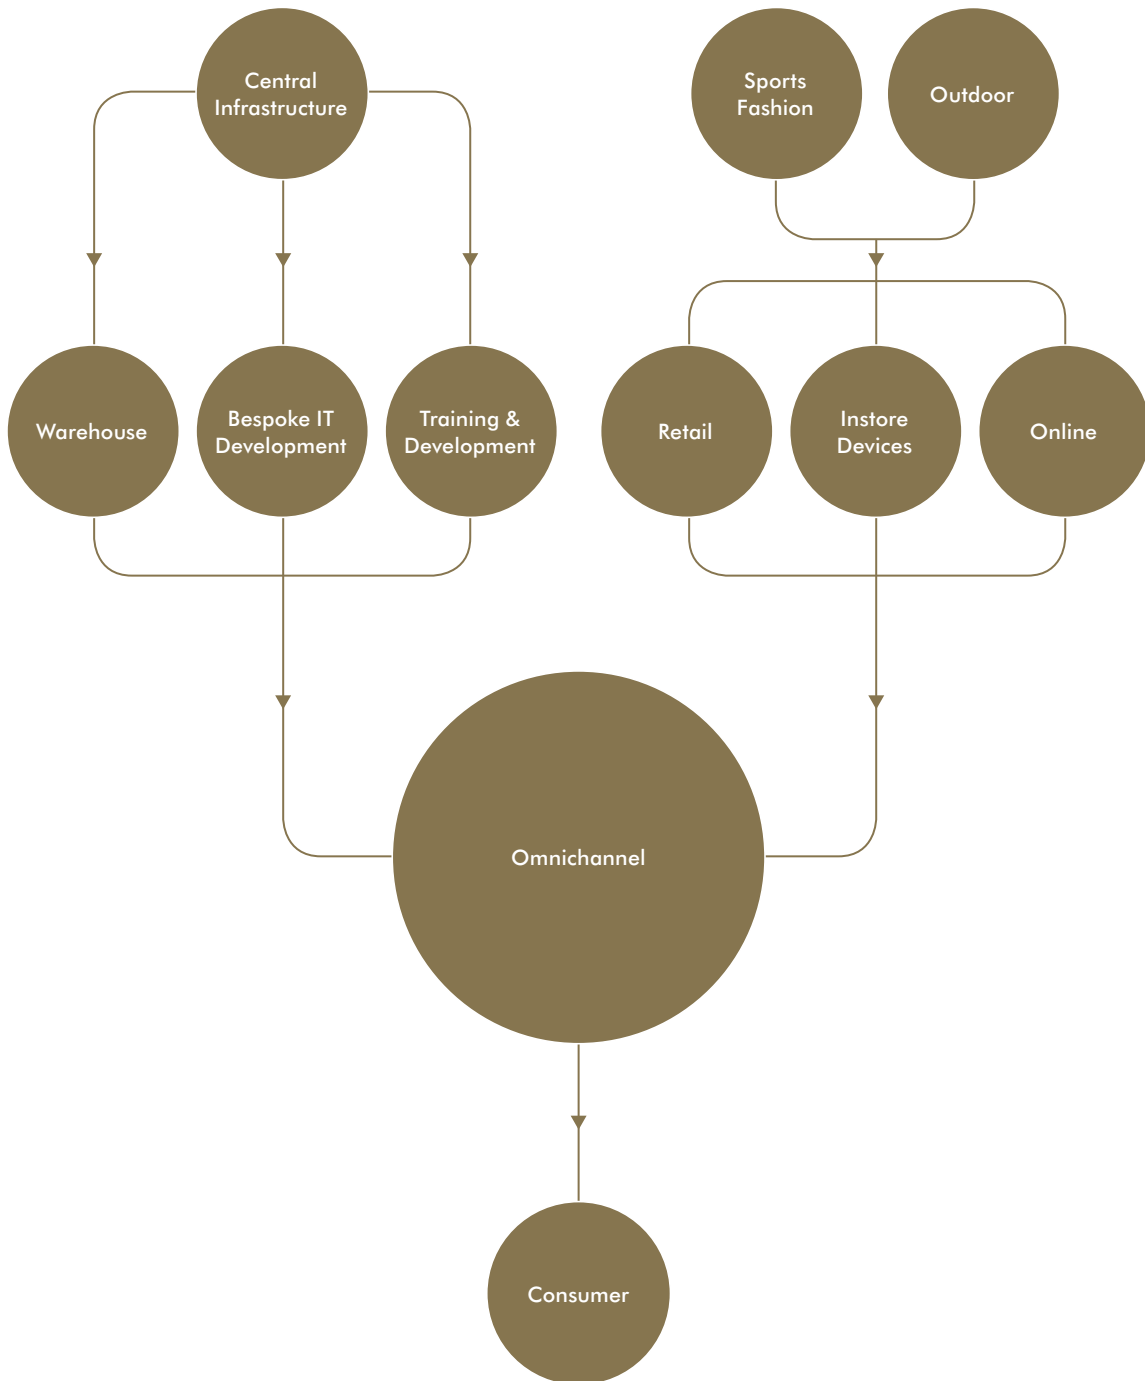 Central
Infrastructure
Sports
Fashion
Outdoor
Warehouse
Bespoke IT
Development
Training &
Development
Retail
Instore
Devices
Online
Omnichannel
Consumer